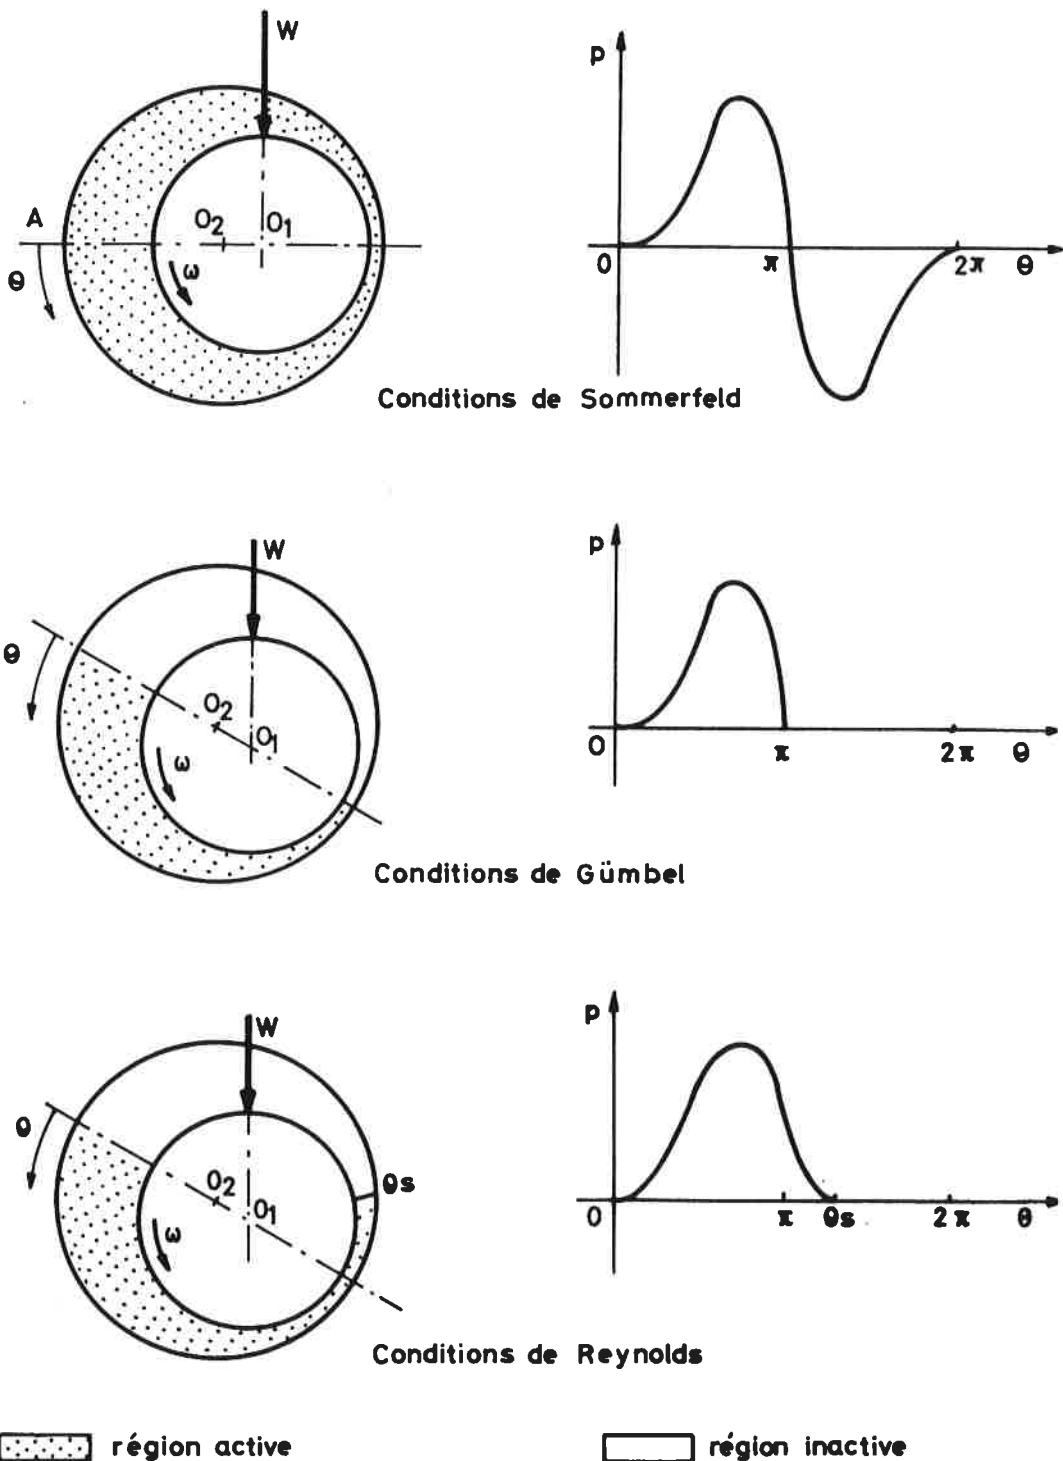 W
p
A
O₂
O₁
θ
ω
0
π
2π
θ
Conditions de Sommerfeld
W
p
θ
O₂
O₁
ω
0
π
2π
θ
Conditions de Gümbel
W
p
θ
O₂
O₁
θs
ω
0
π
θs
2π
θ
Conditions de Reynolds
région active
région inactive